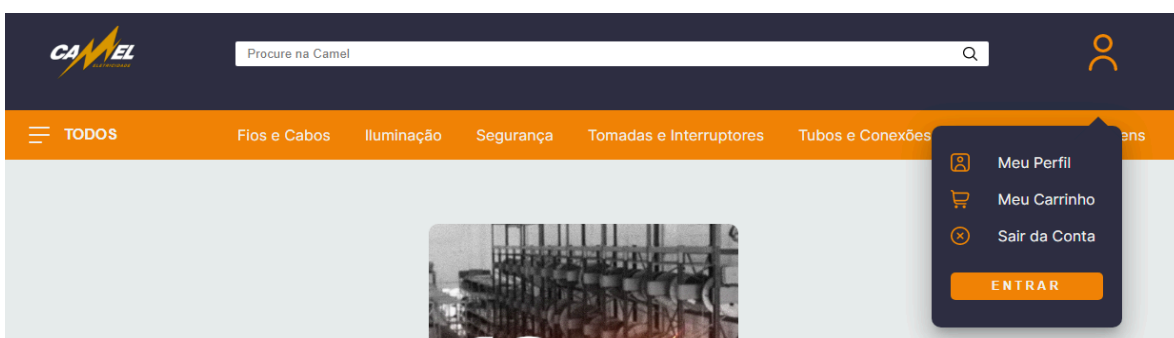 CAMEL
ELETRICIDADE
Procure na Camel
TODOS
Fios e Cabos
Iluminação
Segurança
Tomadas e Interruptores
Tubos e Conexões
ens
Meu Perfil
Meu Carrinho
Sair da Conta
ENTRAR